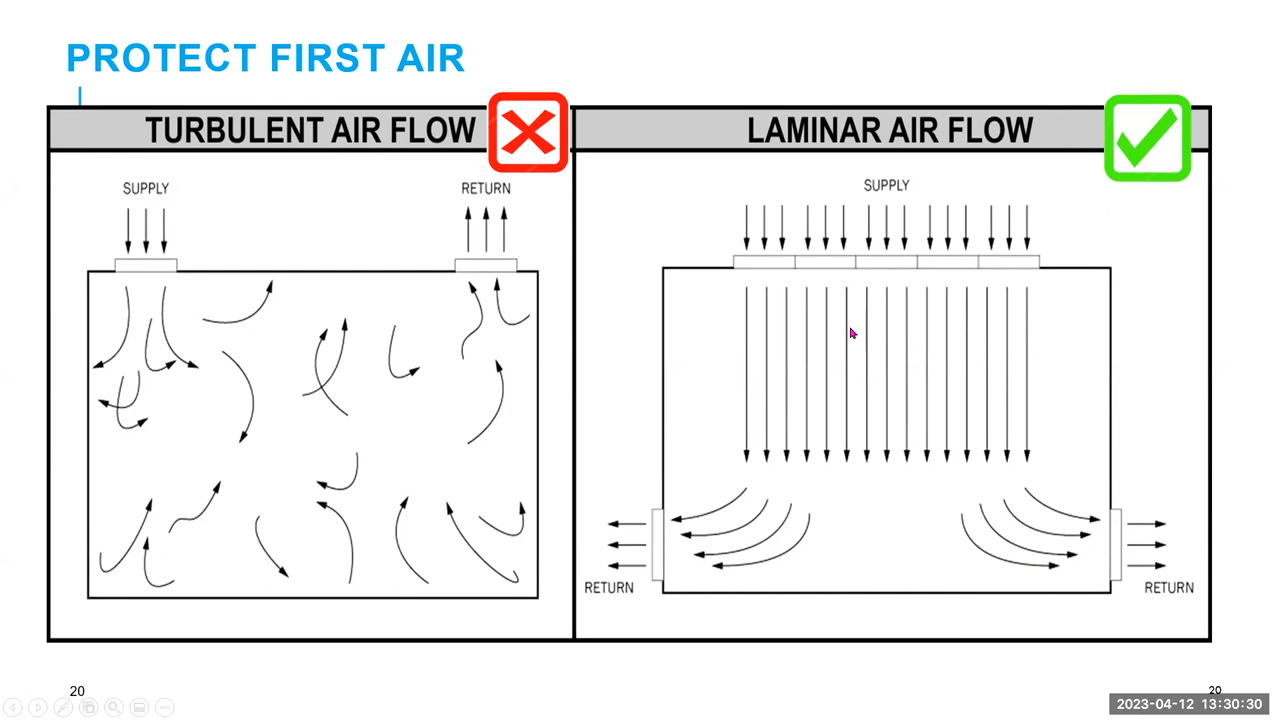 PROTECT FIRST AIR
TURBULENT AIR FLOW
LAMINAR AIR FLOW
SUPPLY
RETURN
SUPPLY
RETURN
RETURN
20
20
2023-04-12 13:30:30